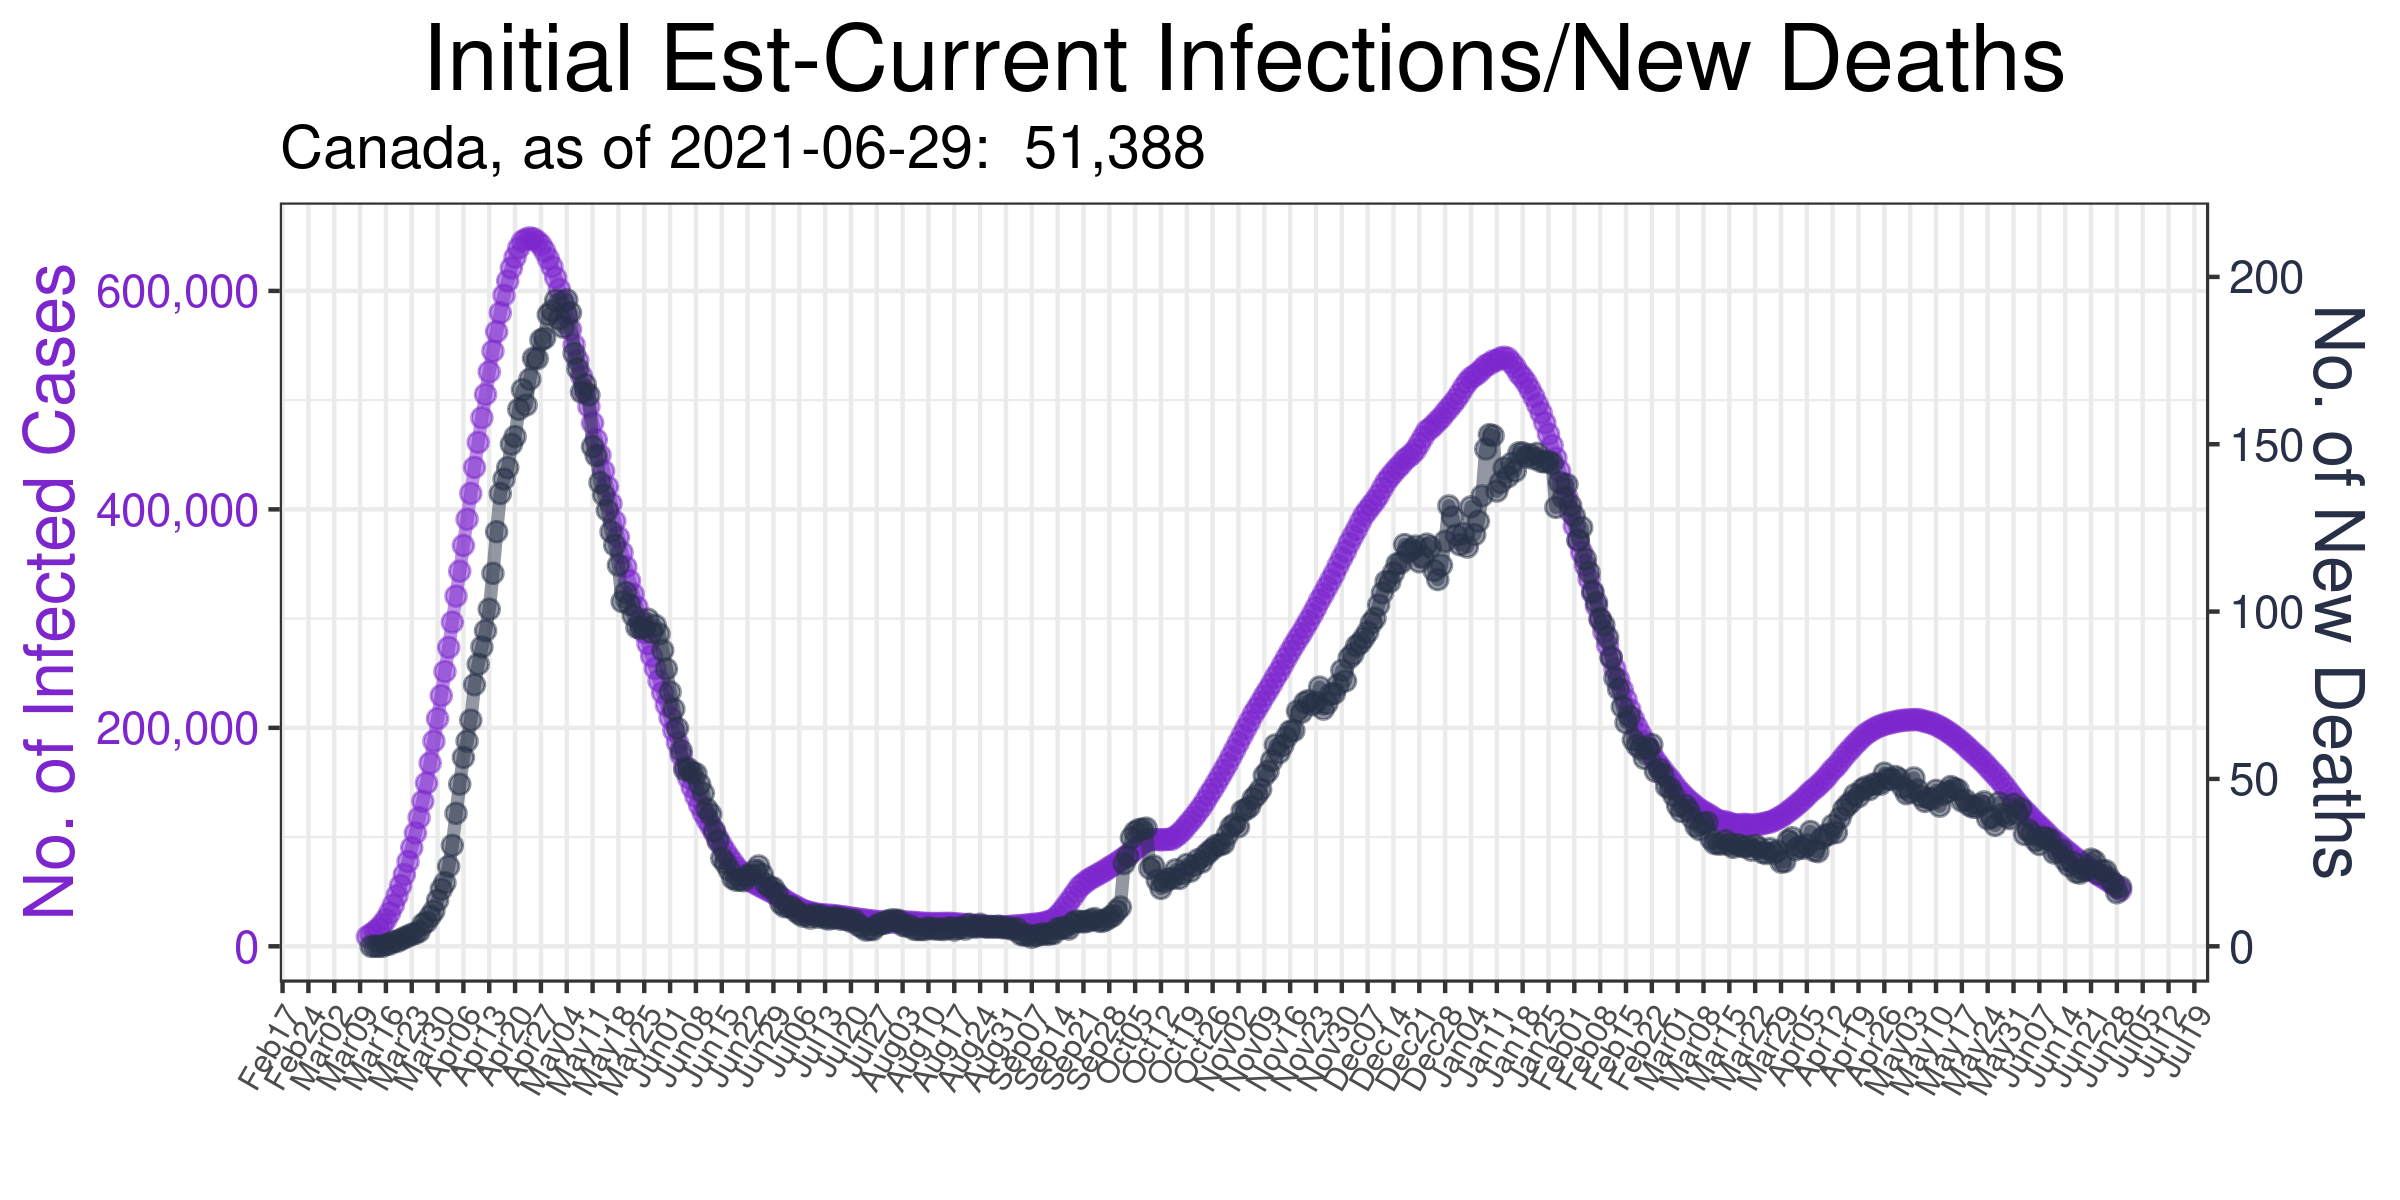 Initial Est-Current Infections/New Deaths
Canada, as of 2021-06-29:  51,388
No. of Infected Cases
600,000
400,000
200,000
0
200
150
100
50
0
No. of New Deaths
Feb17
Feb24
Mar02
Mar09
Mar16
Mar23
Mar30
Apr06
Apr13
Apr20
Apr27
May04
May11
May18
May25
Jun01
Jun08
Jun15
Jun22
Jun29
Jul06
Jul13
Jul20
Jul27
Aug03
Aug10
Aug17
Aug24
Aug31
Sep07
Sep14
Sep21
Sep28
Oct05
Oct12
Oct19
Oct26
Nov02
Nov09
Nov16
Nov23
Nov30
Dec07
Dec14
Dec21
Dec28
Jan04
Jan11
Jan18
Jan25
Feb01
Feb08
Feb15
Feb22
Mar01
Mar08
Mar15
Mar22
Mar29
Apr05
Apr12
Apr19
Apr26
May03
May10
May17
May24
May31
Jun07
Jun14
Jun21
Jun28
Jul05
Jul12
Jul19